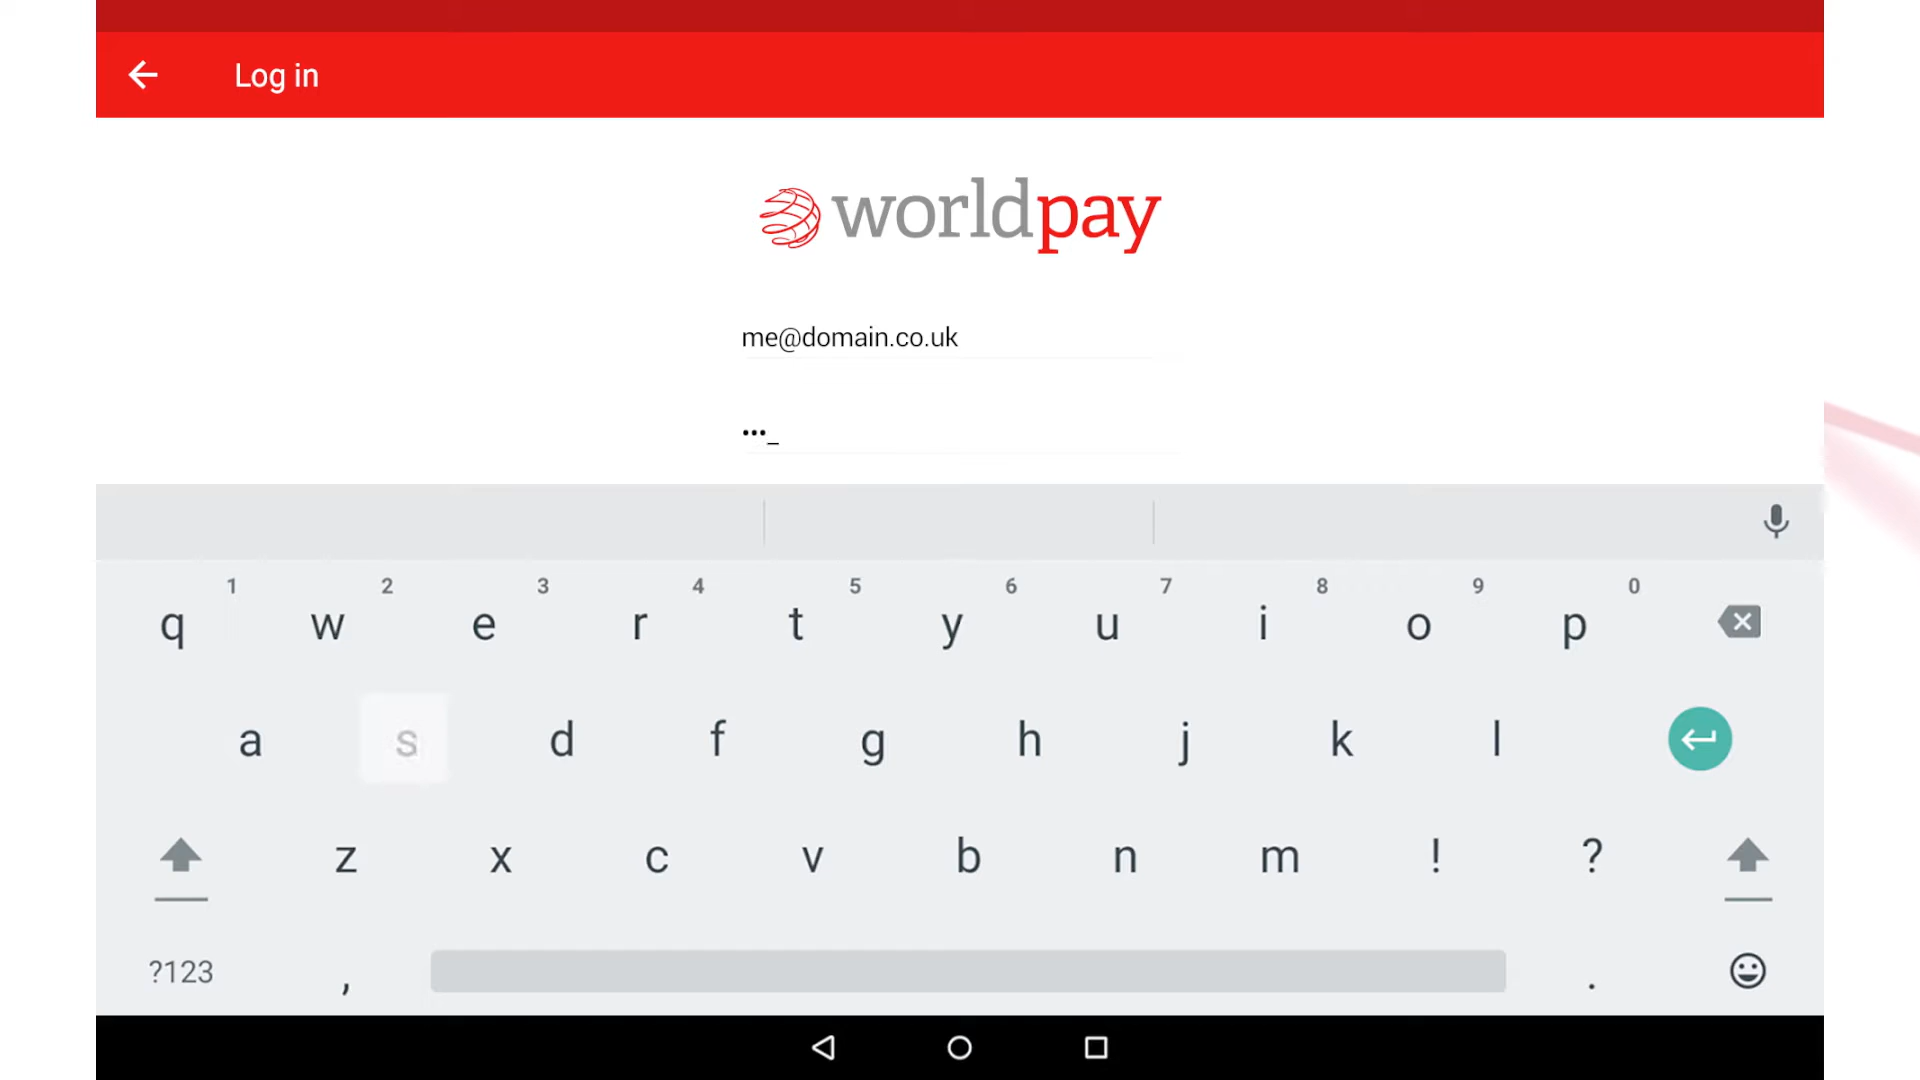 Log in
worldpay
me@domain.co.uk
•••_
1 2 3 4 5 6 7 8 9 0
q w e r t y u i o p
a s d f g h j k l
z x c v b n m ! ?
?123 , .